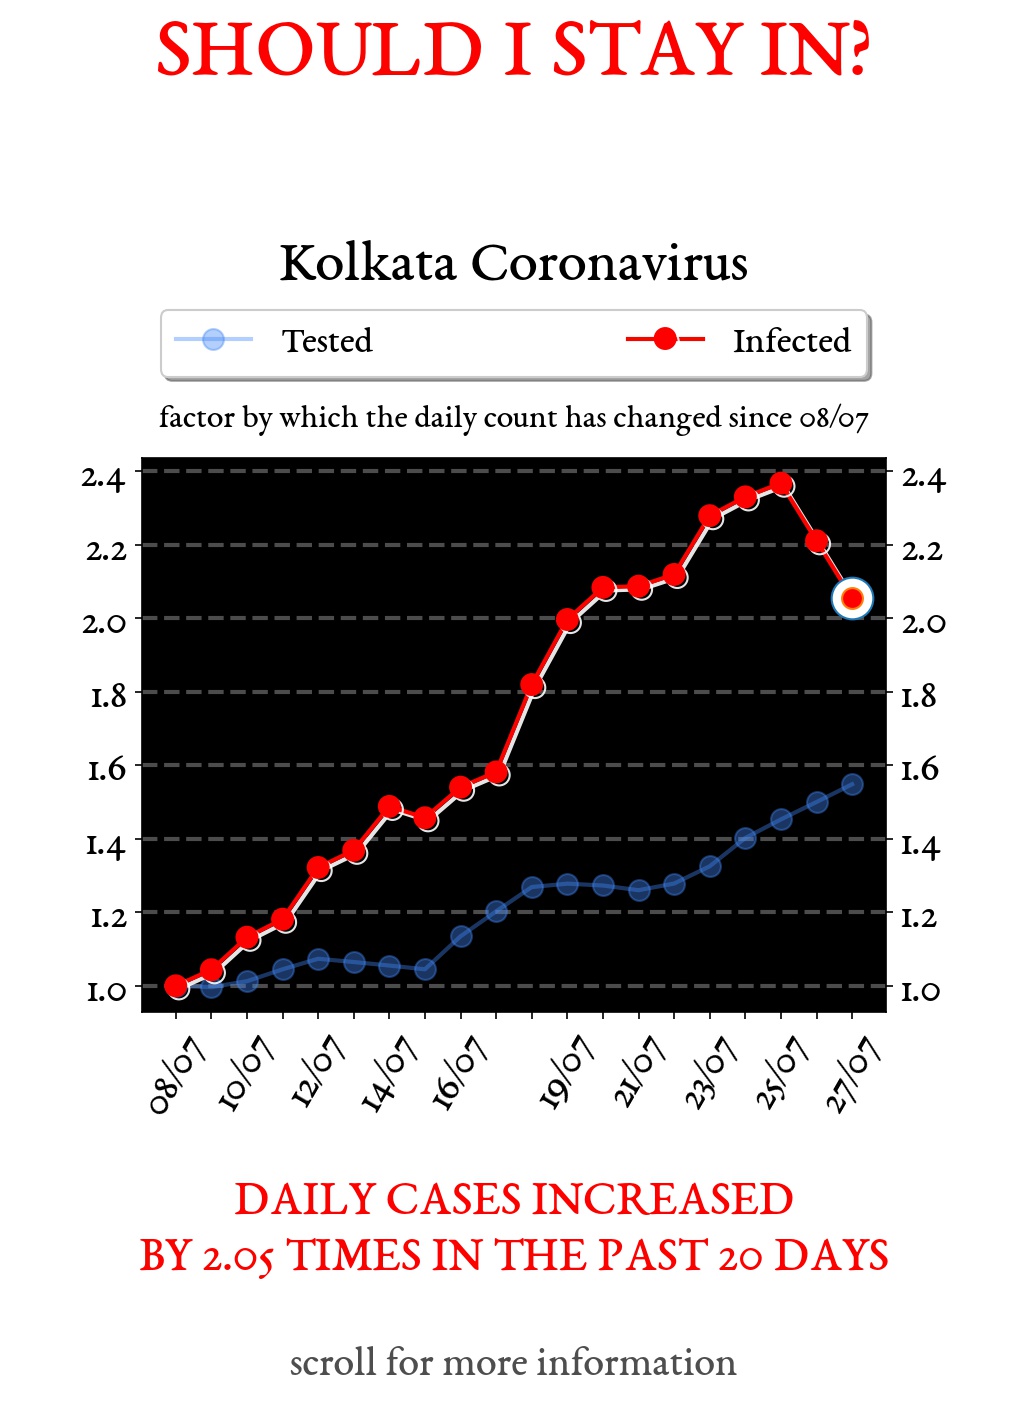 SHOULD I STAY IN?
Kolkata Coronavirus
Tested Infected
factor by which the daily count has changed since 08/07
2.4 2.4
2.2 2.2
2.0 2.0
1.8 1.8
1.6 1.6
1.4 1.4
1.2 1.2
1.0 1.0
08/07 10/07 12/07 14/07 16/07 19/07 21/07 23/07 25/07 27/07
DAILY CASES INCREASED
BY 2.05 TIMES IN THE PAST 20 DAYS
scroll for more information